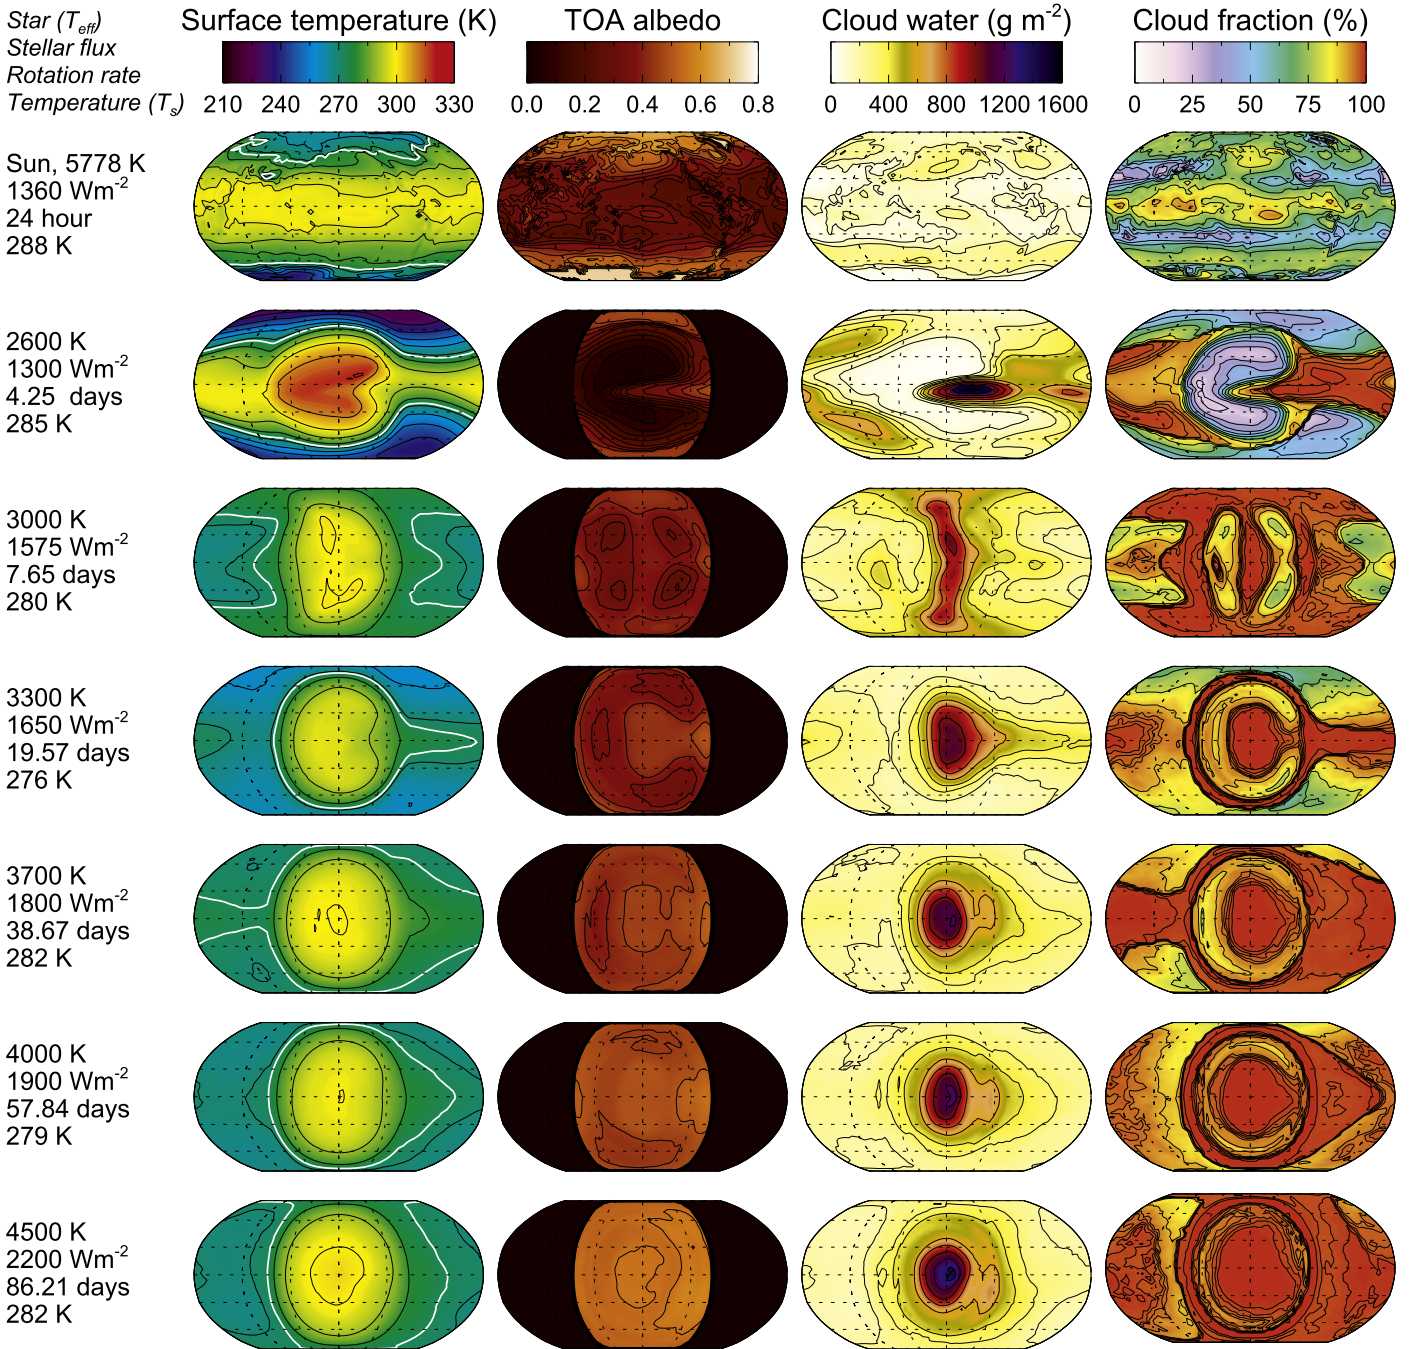 Star (Teff)
Stellar flux
Rotation rate
Temperature (Ts)
Surface temperature (K)
210 240 270 300 330
TOA albedo
0.0 0.2 0.4 0.6 0.8
Cloud water (g m-2)
0 400 800 1200 1600
Cloud fraction (%)
0 25 50 75 100
Sun, 5778 K
1360 Wm-2
24 hour
288 K
2600 K
1300 Wm-2
4.25 days
285 K
3000 K
1575 Wm-2
7.65 days
280 K
3300 K
1650 Wm-2
19.57 days
276 K
3700 K
1800 Wm-2
38.67 days
282 K
4000 K
1900 Wm-2
57.84 days
279 K
4500 K
2200 Wm-2
86.21 days
282 K